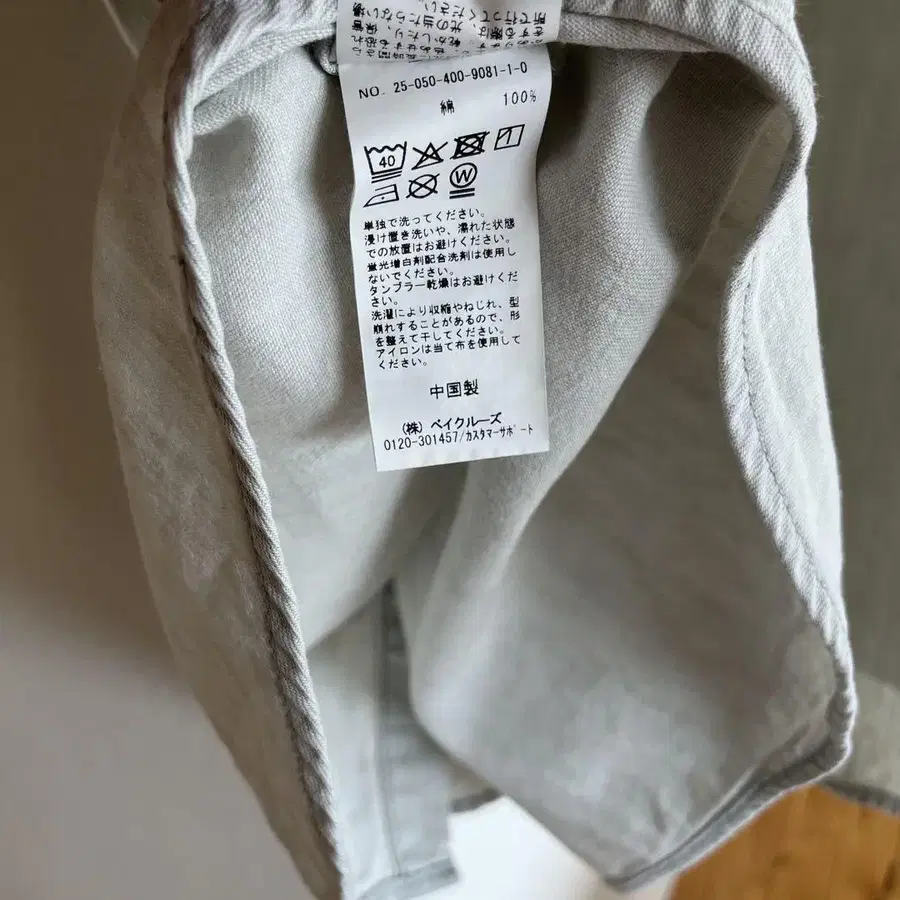 NO. 25-050-400-9081-1-0
綿 100%
40
W
単独で洗ってください。
浸け置き洗いや、濡れた状態
での放置はお避けください。
蛍光増白剤配合洗剤は使用し
ないでください。
タンブラー乾燥はお避けくだ
さい。
洗濯により収縮やねじれ、型
崩れすることがあるので、形
を整えて干してください。
アイロンは当て布を使用して
ください。
中国製
(株) ベイクルーズ
0120-301457/カスタマーサポート